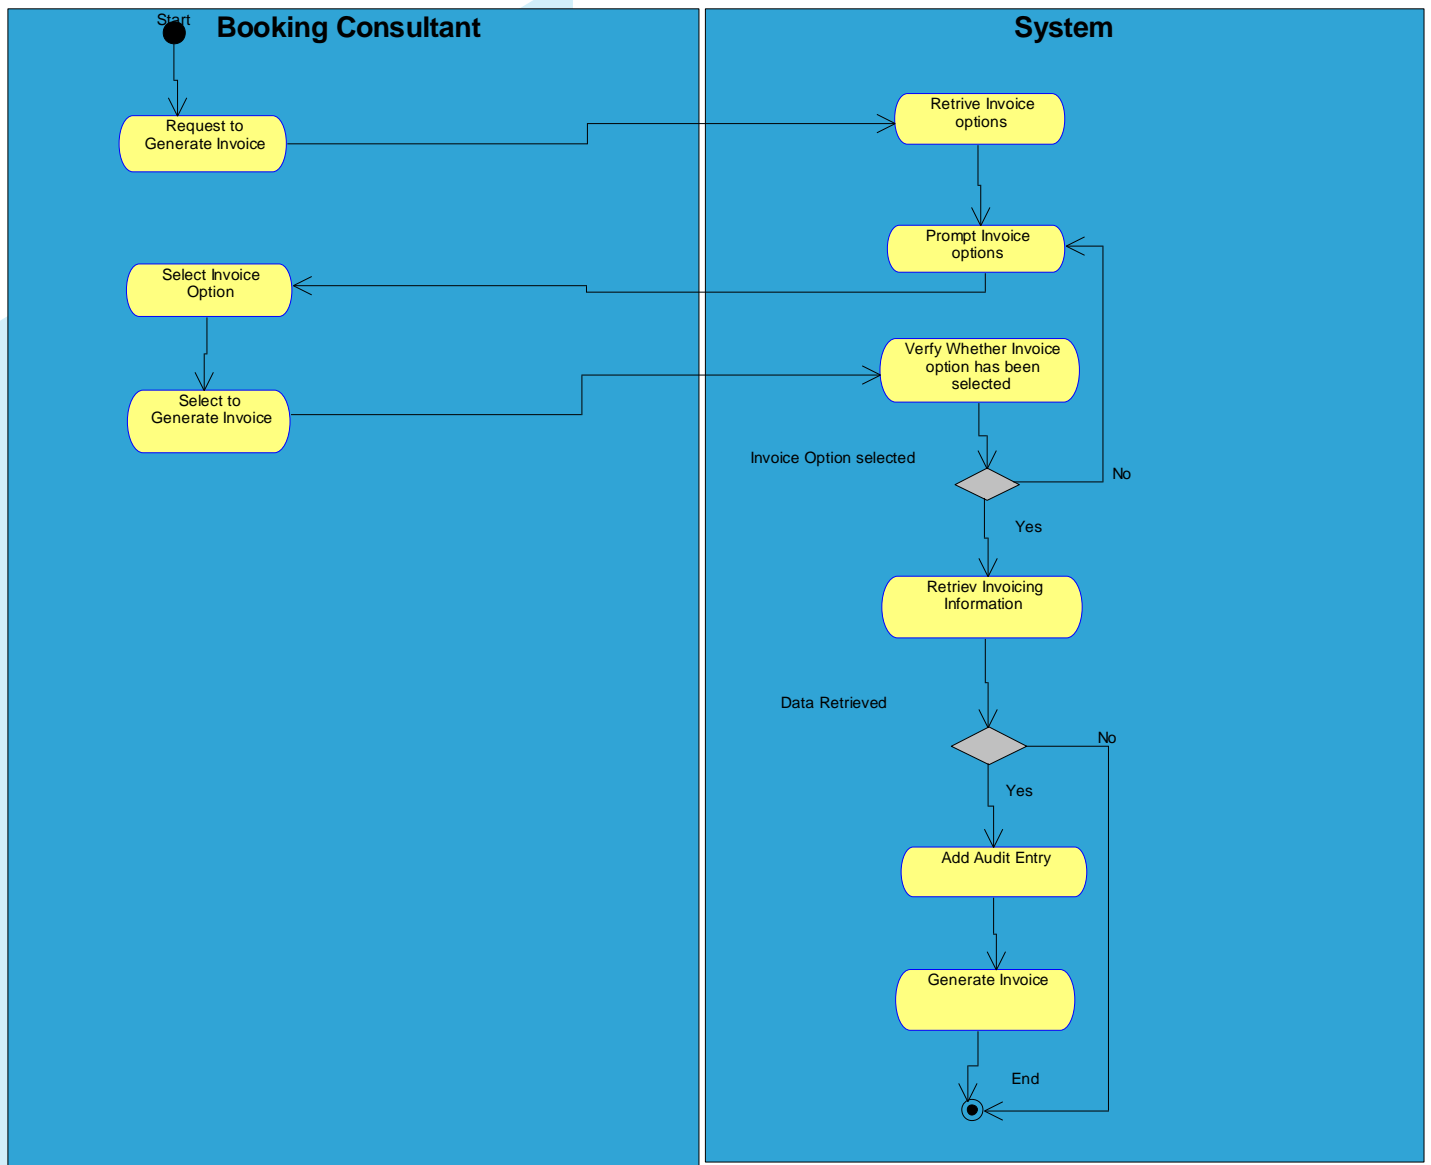 Start
Booking Consultant
System
Request to
Generate Invoice
Retrive Invoice
options
Prompt Invoice
options
Select Invoice
Option
Verfy Whether Invoice
option has been
selected
Select to
Generate Invoice
Invoice Option selected
No
Yes
Retriev Invoicing
Information
Data Retrieved
No
Yes
Add Audit Entry
Generate Invoice
End